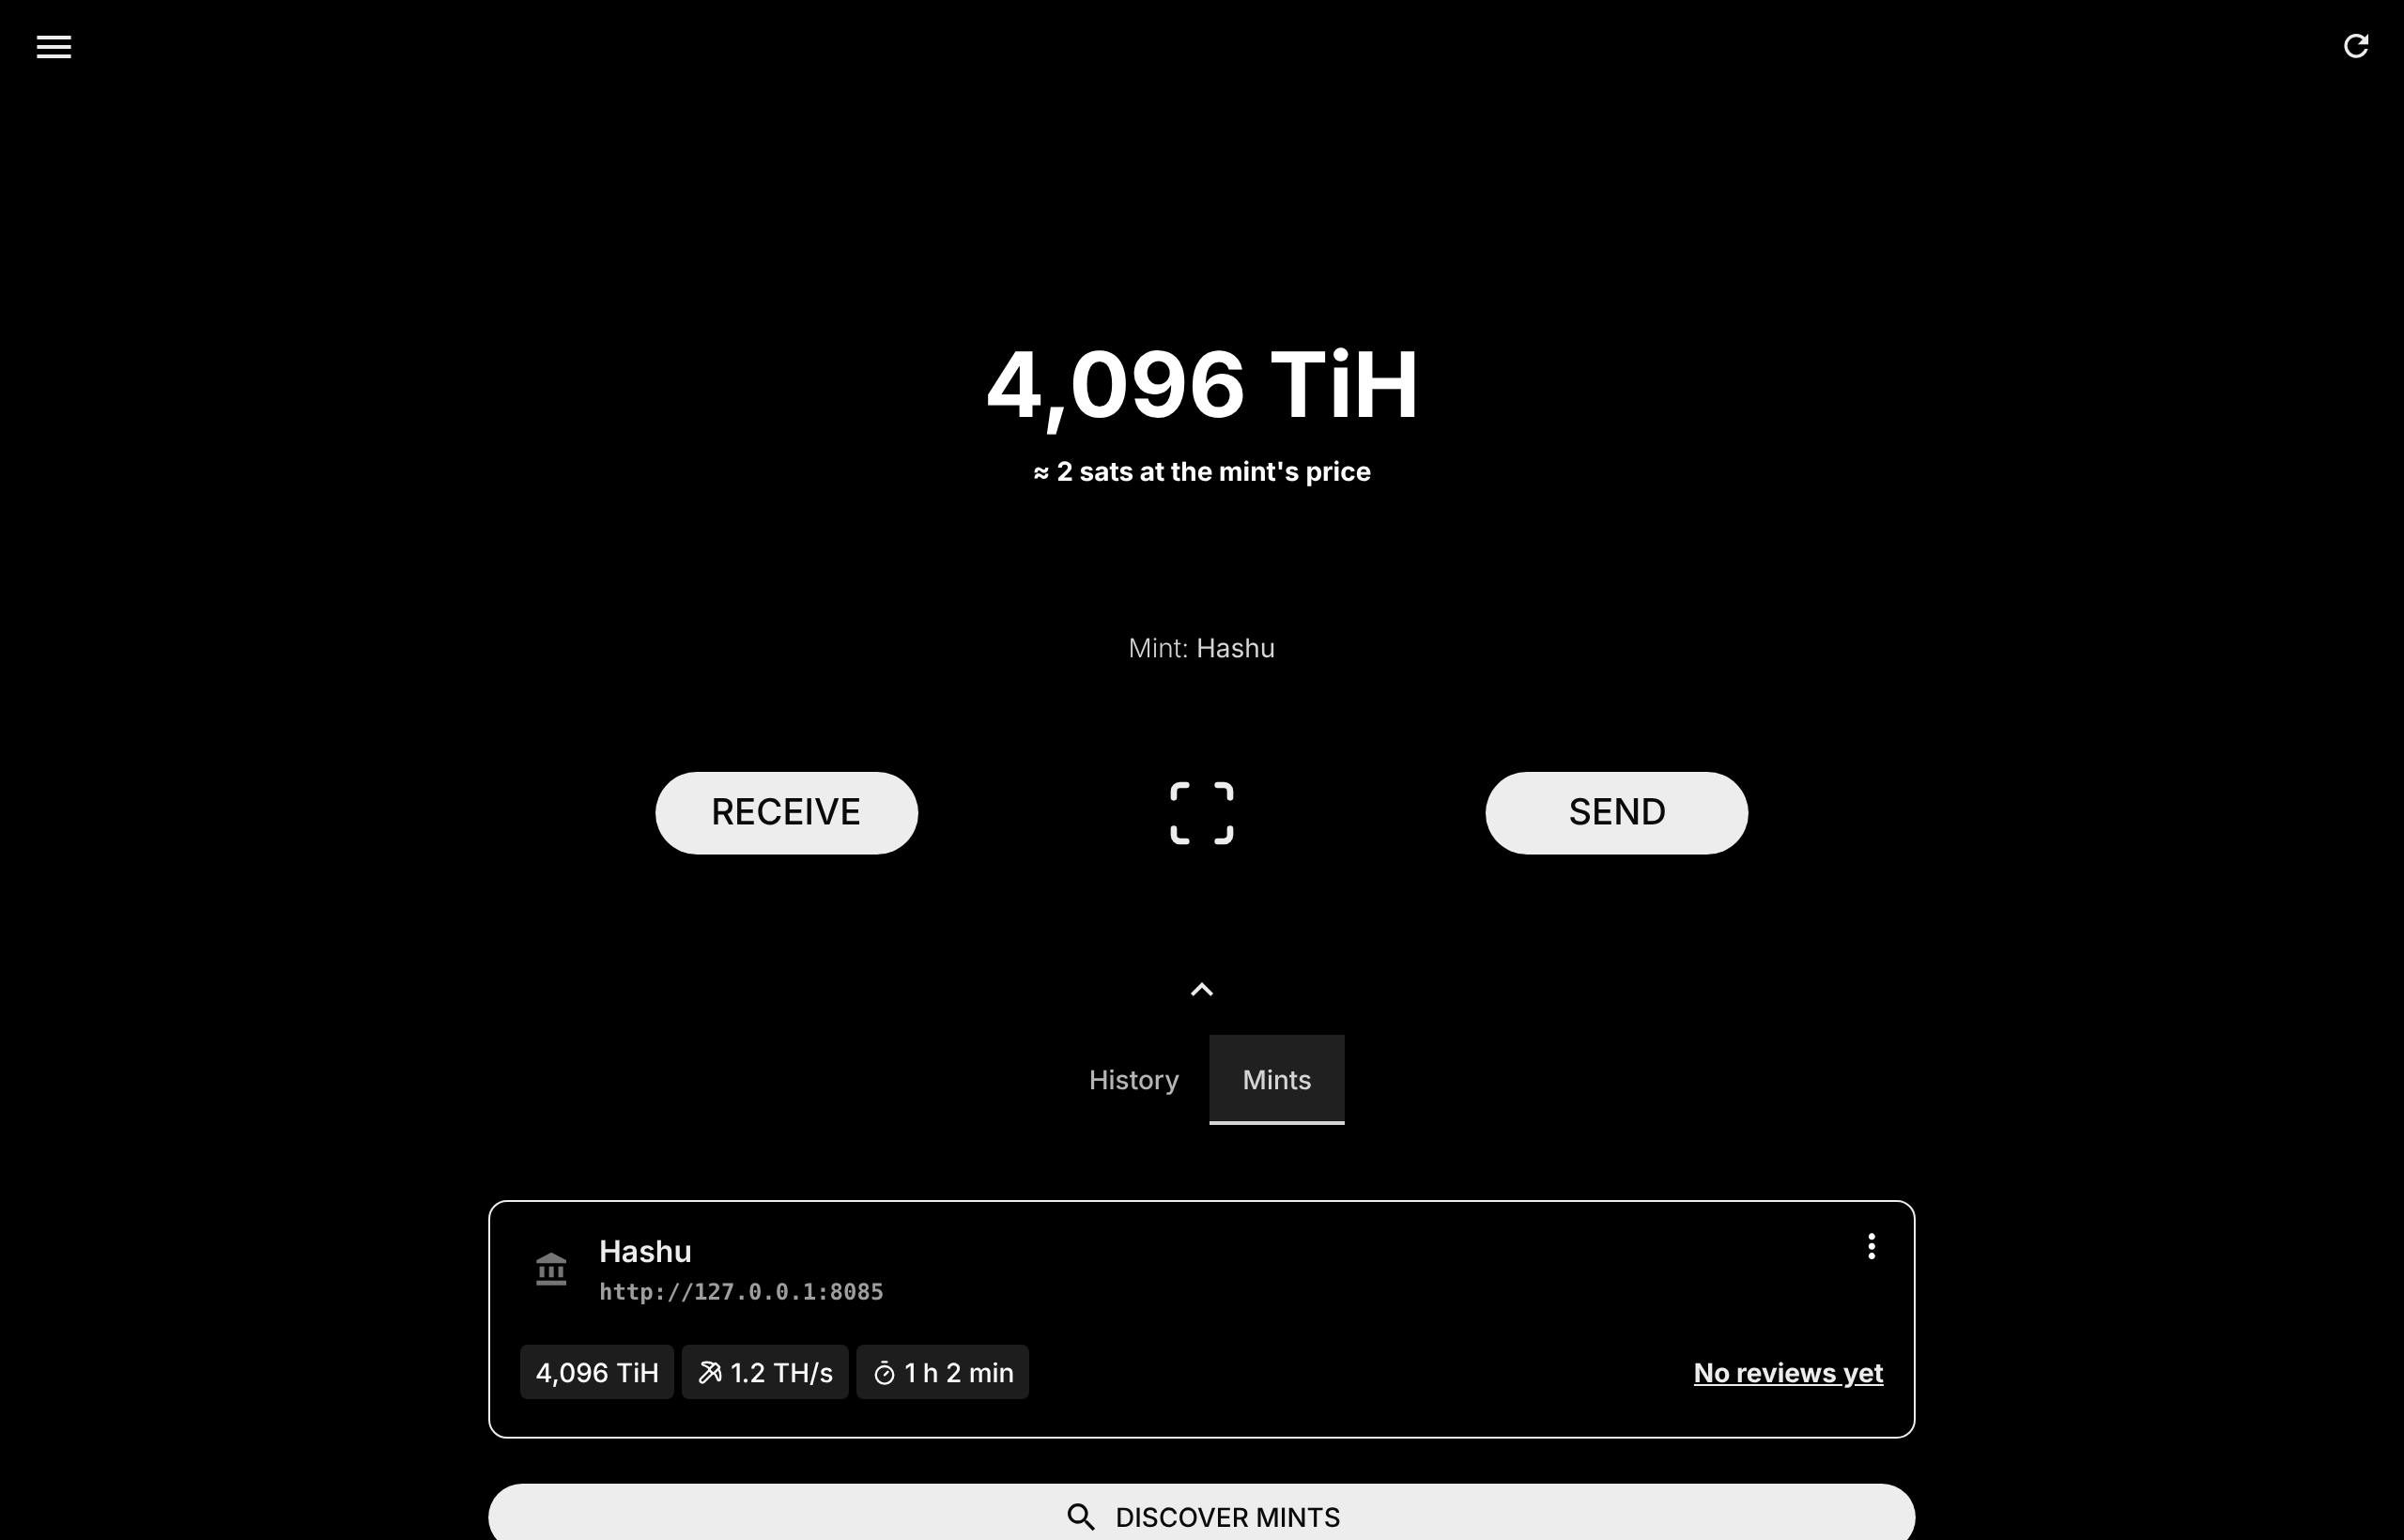 4,096 TiH
≈ 2 sats at the mint's price
Mint: Hashu
RECEIVE
SEND
History
Mints
Hashu
http://127.0.0.1:8085
4,096 TiH
1.2 TH/s
1 h 2 min
No reviews yet
DISCOVER MINTS